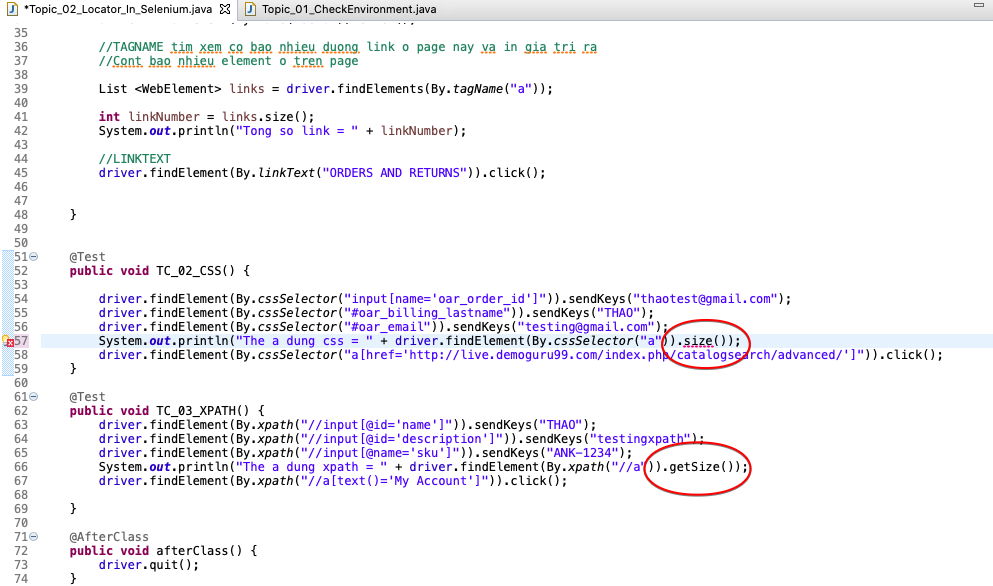 *Topic_02_Locator_In_Selenium.java Topic_01_CheckEnvironment.java
35
36 //TAGNAME tim xem co bao nhieu duong link o page nay va in gia tri ra
37 //Cont bao nhieu element o tren page
38
39 List <WebElement> links = driver.findElements(By.tagName("a"));
40
41 int linkNumber = links.size();
42 System.out.println("Tong so link = " + linkNumber);
43
44 //LINKTEXT
45 driver.findElement(By.linkText("ORDERS AND RETURNS")).click();
46
47
48 }
49
50
51 @Test
52 public void TC_02_CSS() {
53
54 driver.findElement(By.cssSelector("input[name='oar_order_id']")).sendKeys("thaotest@gmail.com");
55 driver.findElement(By.cssSelector("#oar_billing_lastname")).sendKeys("THAO");
56 driver.findElement(By.cssSelector("#oar_email")).sendKeys("testing@gmail.com");
57 System.out.println("The a dung css = " + driver.findElement(By.cssSelector("a")).size());
58 driver.findElement(By.cssSelector("a[href='http://live.demoguru99.com/index.php/catalogsearch/advanced/']")).click();
59 }
60
61 @Test
62 public void TC_03_XPATH() {
63 driver.findElement(By.xpath("//input[@id='name']")).sendKeys("THAO");
64 driver.findElement(By.xpath("//input[@id='description']")).sendKeys("testingxpath");
65 driver.findElement(By.xpath("//input[@name='sku']")).sendKeys("ANK-1234");
66 System.out.println("The a dung xpath = " + driver.findElement(By.xpath("//a")).getSize());
67 driver.findElement(By.xpath("//a[text()='My Account']")).click();
68
69 }
70
71 @AfterClass
72 public void afterClass() {
73 driver.quit();
74 }